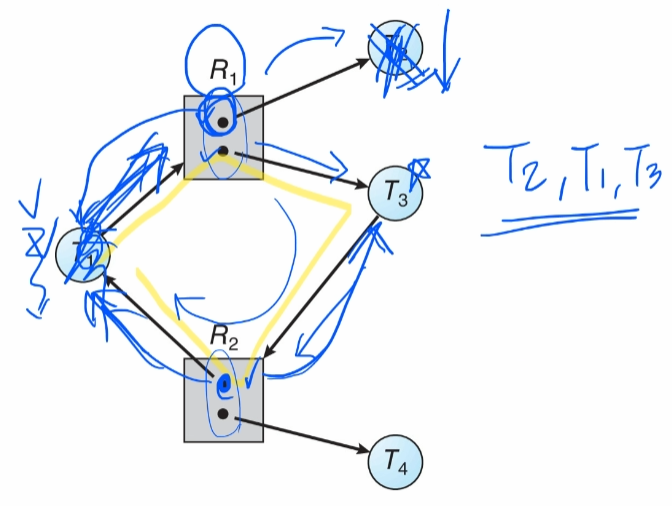 R₁
T₃
T₂, T₁, T₃
R₂
T₄